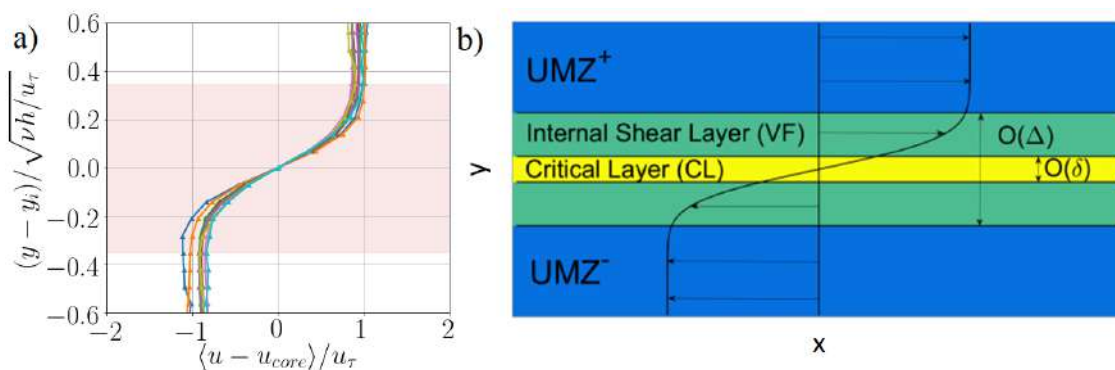 a)
(y − y_i)/√νh/u_τ
0.6
0.4
0.2
0.0
−0.2
−0.4
−0.6
−2
−1
0
1
2
⟨u − u_core⟩/u_τ
b)
UMZ⁺
Internal Shear Layer (VF)
O(Δ)
Critical Layer (CL)
O(δ)
UMZ⁻
y
x